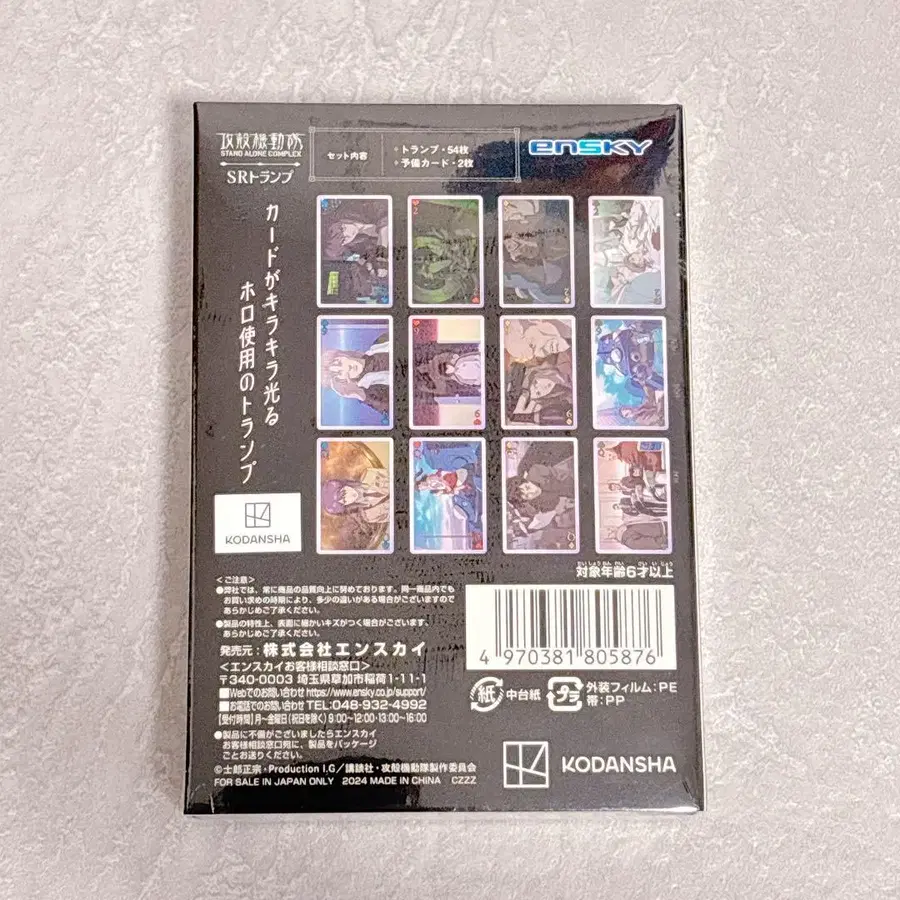 攻殻機動隊
STAND ALONE COMPLEX
SRトランプ
セット内容
トランプ・54枚
予備カード・2枚
ensky
カードがキラキラ光る
ホロ使用のトランプ
KODANSHA
たいしょうねんれい さい いじょう
対象年齢6才以上
<ご注意>
●弊社では、常に商品の品質向上に努めております。同一商品内でも
お買い求めの時期により、多少の違いがある場合がございますので
あらかじめご了承ください。
●製品の特性上、表面に細かいキズがつく場合がございます。
あらかじめご了承ください。
発売元：株式会社エンスカイ
<エンスカイお客様相談窓口>
〒340-0003 埼玉県草加市稲荷1-11-1
■Webでのお問い合わせ https://www.ensky.co.jp/support/
■お電話でのお問い合わせ TEL:048-932-4992
【受付時間】月～金曜日(祝日を除く) 9:00～12:00・13:00～16:00
●製品に不備がございましたらエンスカイ
お客様相談窓口宛に、製品をパッケージ
ごとお送りください。
4 970381 805876
紙
中台紙
プラ
外装フィルム：PE
帯：PP
©士郎正宗・Production I.G／講談社・攻殻機動隊製作委員会
FOR SALE IN JAPAN ONLY 2024 MADE IN CHINA CZZZ
KODANSHA